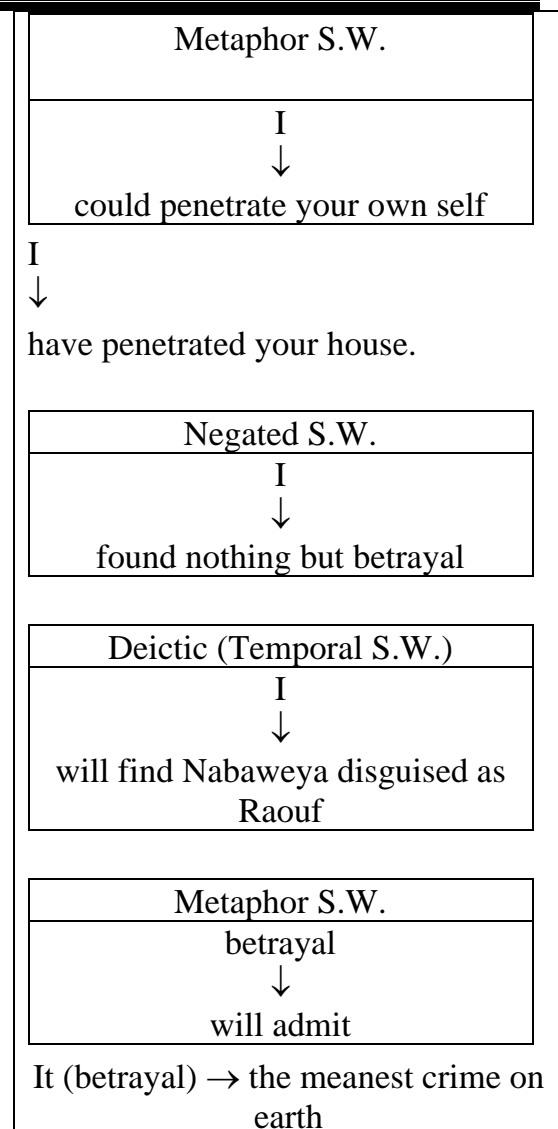 Metaphor S.W.
I
↓
could penetrate your own self
I
↓
have penetrated your house.
Negated S.W.
I
↓
found nothing but betrayal
Deictic (Temporal S.W.)
I
↓
will find Nabaweya disguised as
Raouf
Metaphor S.W.
betrayal
↓
will admit
It (betrayal) → the meanest crime on
earth